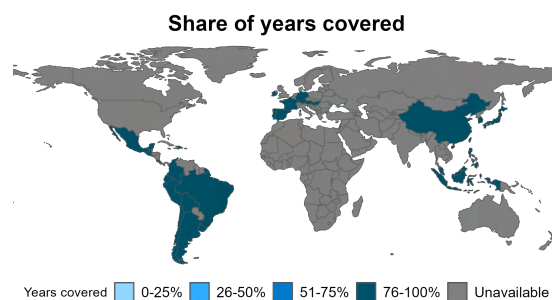 Share of years covered
Years covered 0-25% 26-50% 51-75% 76-100% Unavailable